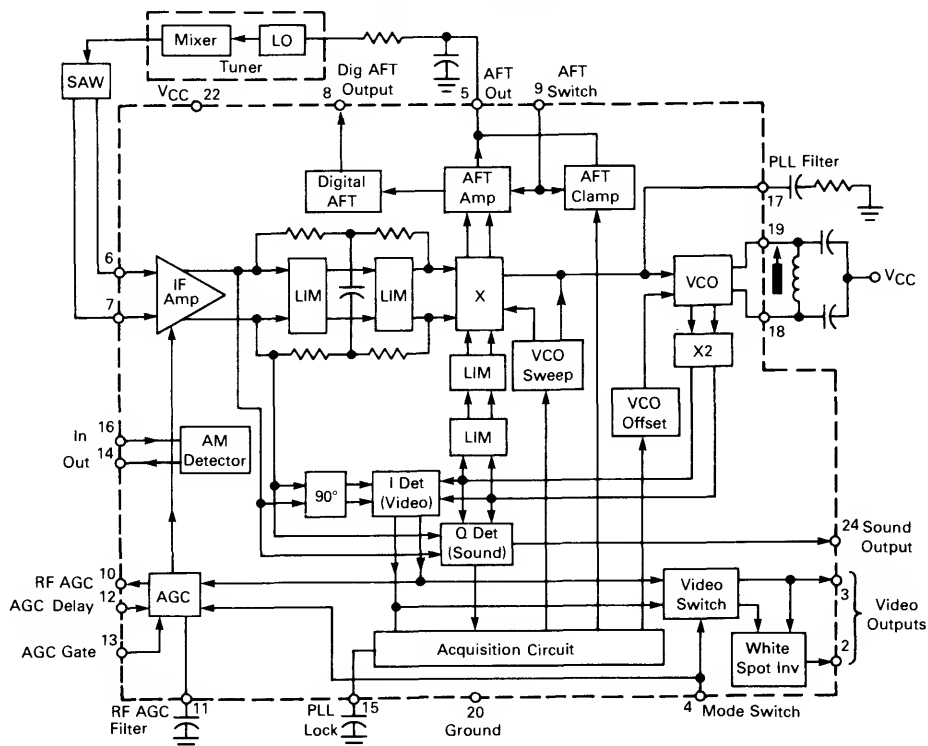 Mixer
LO
Tuner
SAW
VCC
22
Dig AFT
Output
8
AFT
Out
5
AFT
Switch
9
Digital
AFT
AFT
Amp
AFT
Clamp
PLL Filter
17
6
7
IF
Amp
LIM
LIM
X
VCO
19
18
VCC
X2
LIM
VCO
Sweep
VCO
Offset
LIM
In
16
Out
14
AM
Detector
90°
I Det
(Video)
Q Det
(Sound)
24
Sound
Output
RF AGC
10
AGC Delay
12
AGC
AGC Gate
13
Video
Switch
3
Video
Outputs
2
White
Spot Inv
Acquisition Circuit
RF AGC
Filter
11
PLL
Lock
15
20
Ground
4
Mode Switch